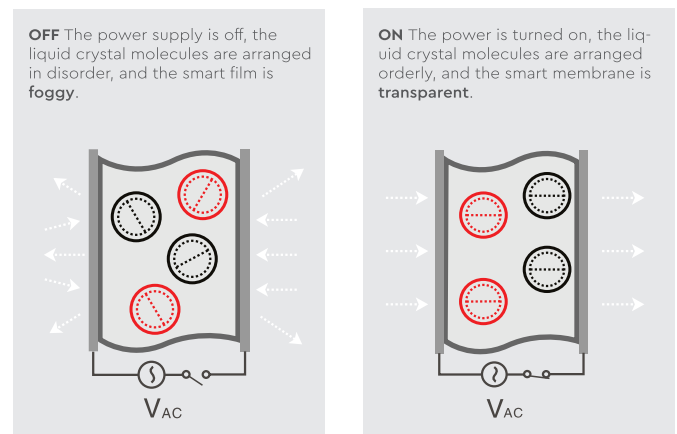 OFF The power supply is off, the
liquid crystal molecules are arranged
in disorder, and the smart film is
foggy.
VAC
ON The power is turned on, the liq-
uid crystal molecules are arranged
orderly, and the smart membrane is
transparent.
VAC